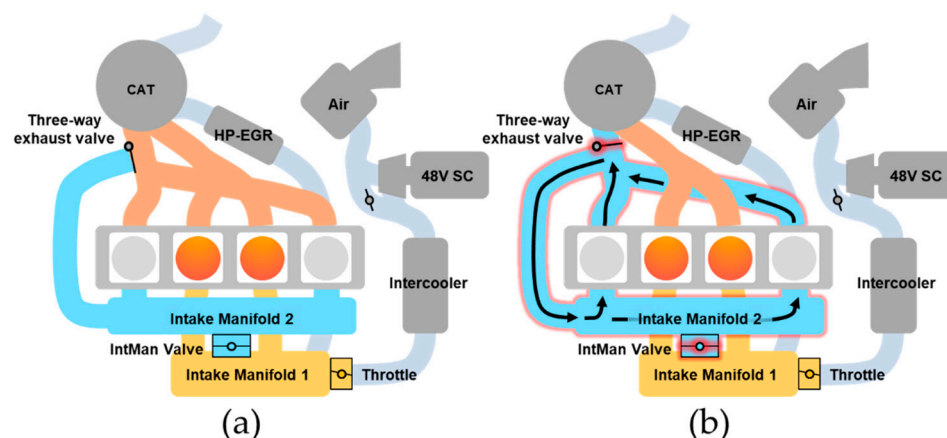 CAT
Air
Three-way
exhaust valve
HP-EGR
48V SC
Intercooler
Intake Manifold 2
IntMan Valve
Intake Manifold 1
Throttle
(a)
CAT
Air
Three-way
exhaust valve
HP-EGR
48V SC
Intercooler
Intake Manifold 2
IntMan Valve
Intake Manifold 1
Throttle
(b)